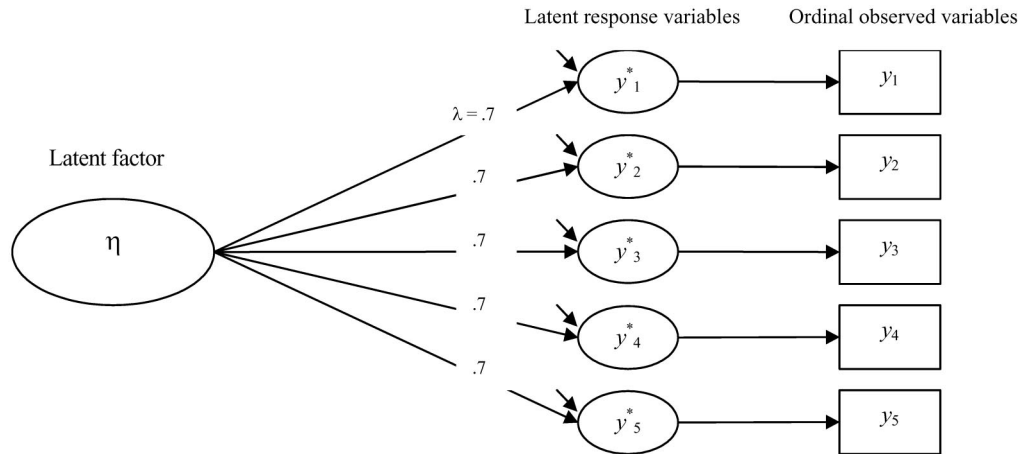 Latent response variables
Ordinal observed variables
y*1
y1
λ = .7
y*2
y2
Latent factor
.7
η
.7
y*3
y3
.7
y*4
y4
.7
y*5
y5